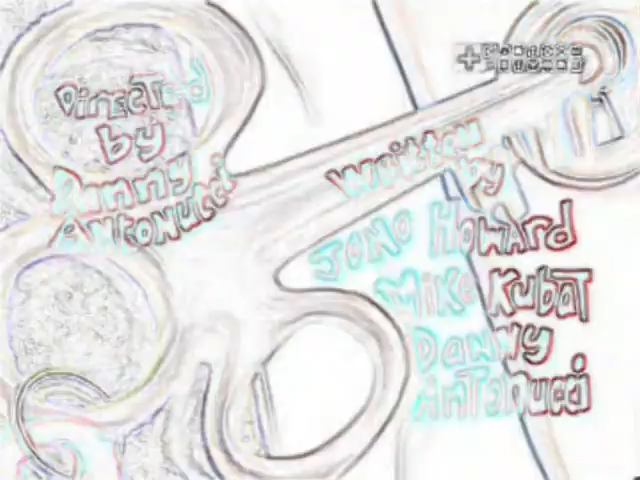 Directed
by
Danny
Antonucci
Written
by
Jono Howard
Mike Kubat
Danny
Antonucci